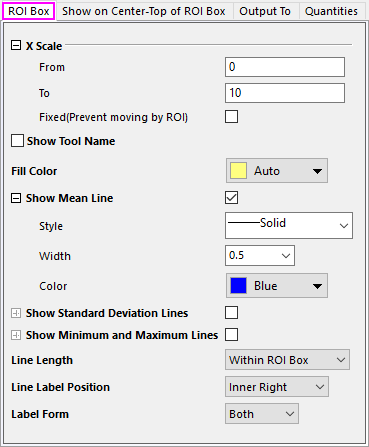 ROI Box Show on Center-Top of ROI Box Output To Quantities
X Scale
From 0
To 10
Fixed(Prevent moving by ROI)
Show Tool Name
Fill Color Auto
Show Mean Line
Style Solid
Width 0.5
Color Blue
Show Standard Deviation Lines
Show Minimum and Maximum Lines
Line Length Within ROI Box
Line Label Position Inner Right
Label Form Both